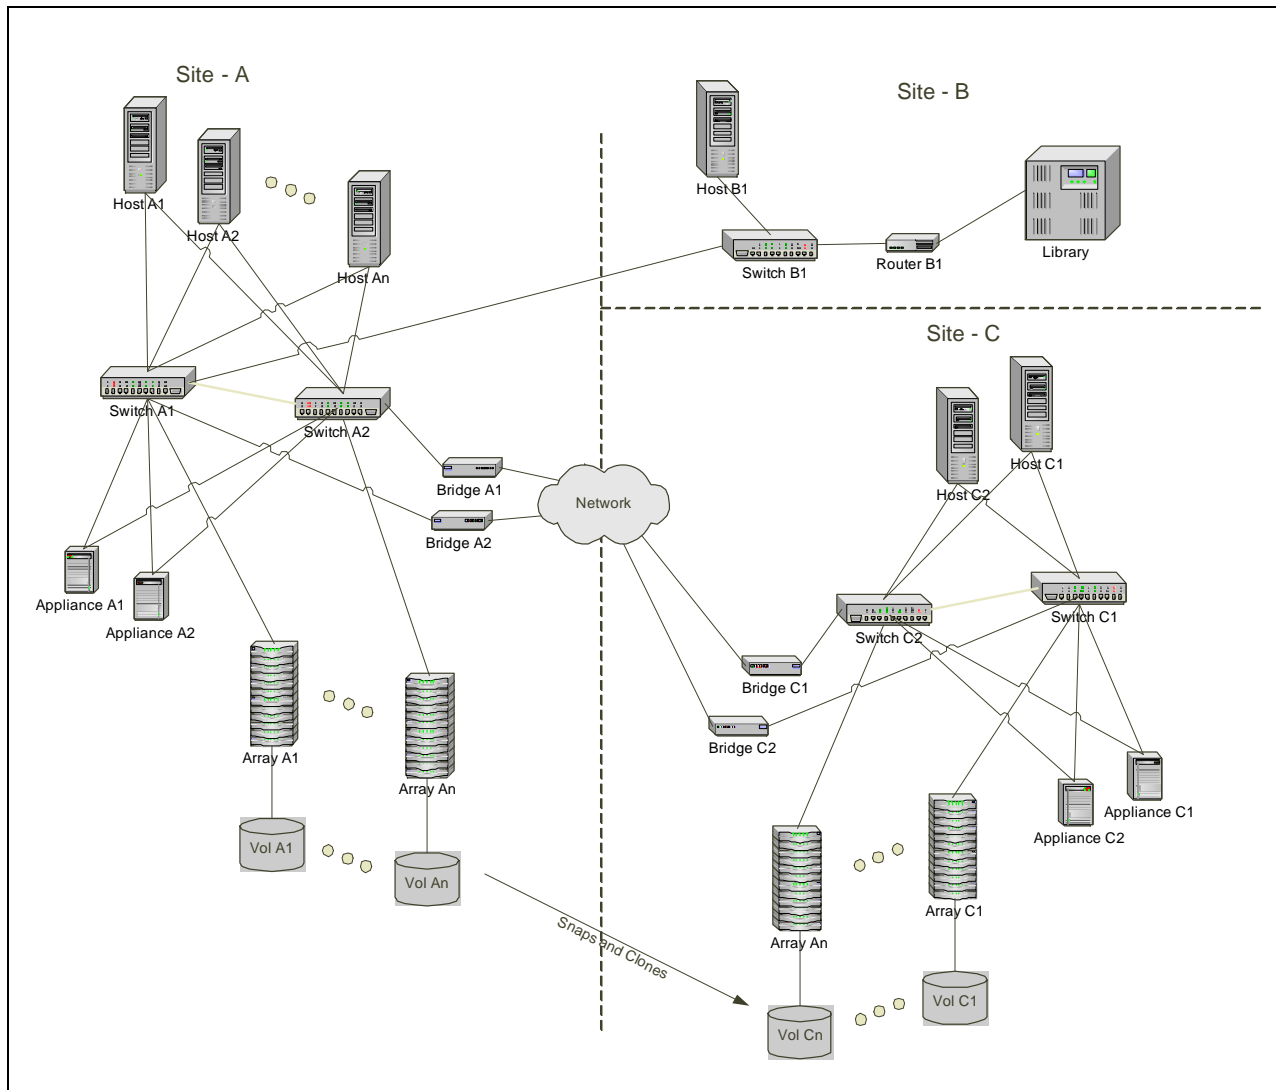 Site - A
Host A1
Host A2
Host An
Switch A1
Switch A2
Bridge A1
Bridge A2
Appliance A1
Appliance A2
Array A1
Array An
Vol A1
Vol An
Network
Snaps and Clones
Site - B
Host B1
Switch B1
Router B1
Library
Site - C
Host C1
Host C2
Switch C1
Switch C2
Bridge C1
Bridge C2
Appliance C1
Appliance C2
Array C1
Array An
Vol C1
Vol Cn